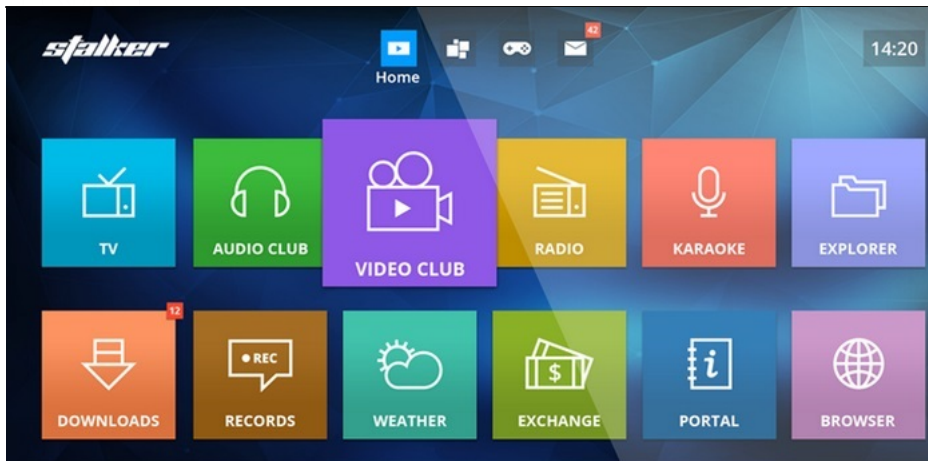 stalker
42
14:20
Home
TV
AUDIO CLUB
VIDEO CLUB
RADIO
KARAOKE
EXPLORER
12
$
REC
i
DOWNLOADS
RECORDS
WEATHER
EXCHANGE
PORTAL
BROWSER